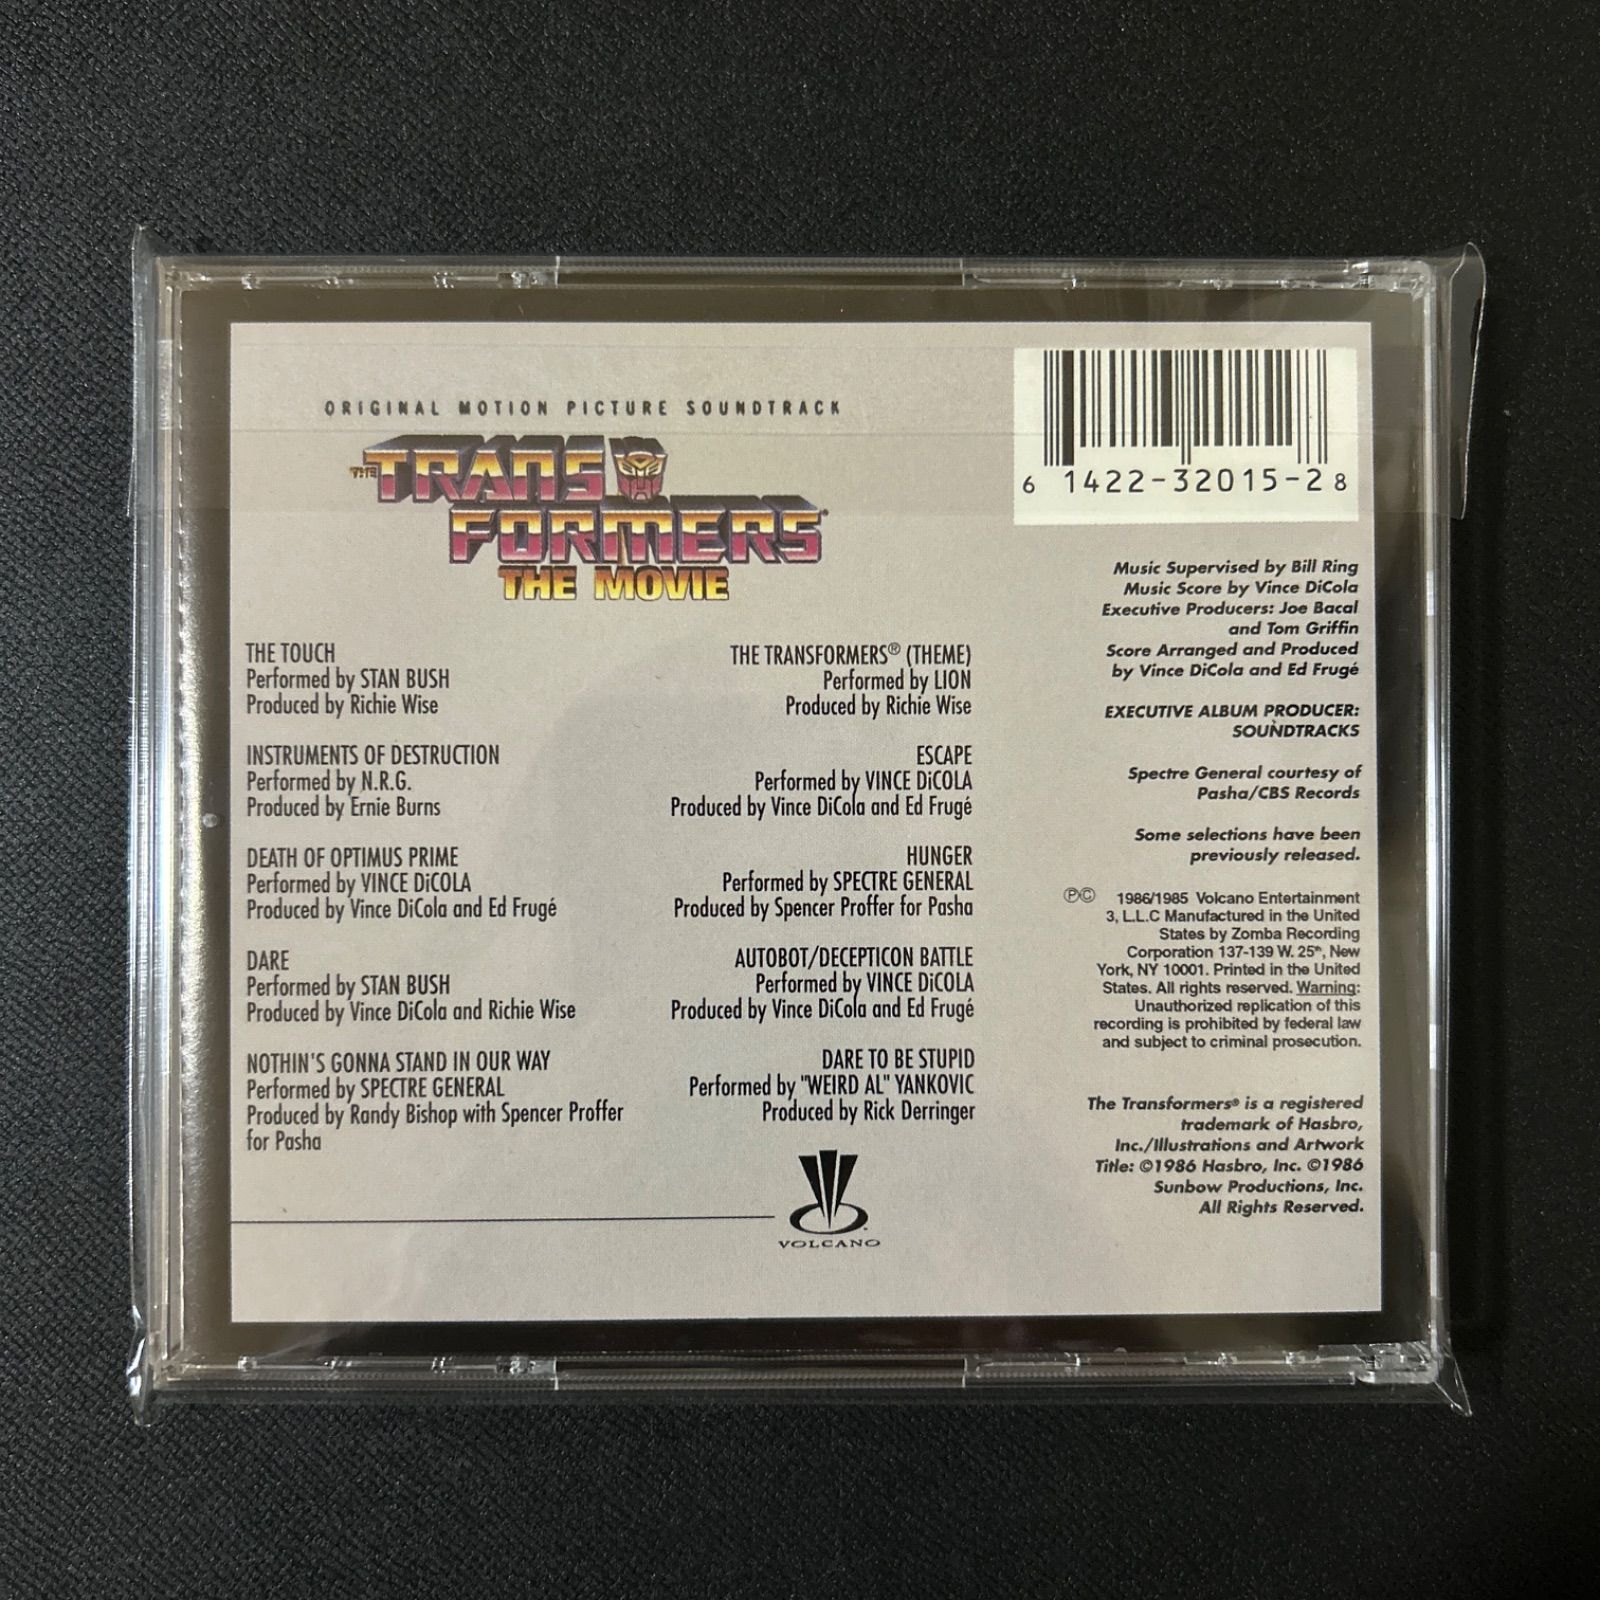 ORIGINAL MOTION PICTURE SOUNDTRACK
THE TRANS
FORMERS®
THE MOVIE
THE TOUCH
Performed by STAN BUSH
Produced by Richie Wise
INSTRUMENTS OF DESTRUCTION
Performed by N.R.G.
Produced by Ernie Burns
DEATH OF OPTIMUS PRIME
Performed by VINCE DiCOLA
Produced by Vince DiCola and Ed Frugé
DARE
Performed by STAN BUSH
Produced by Vince DiCola and Richie Wise
NOTHIN'S GONNA STAND IN OUR WAY
Performed by SPECTRE GENERAL
Produced by Randy Bishop with Spencer Proffer
for Pasha
THE TRANSFORMERS® (THEME)
Performed by LION
Produced by Richie Wise
ESCAPE
Performed by VINCE DiCOLA
Produced by Vince DiCola and Ed Frugé
HUNGER
Performed by SPECTRE GENERAL
Produced by Spencer Proffer for Pasha
AUTOBOT/DECEPTICON BATTLE
Performed by VINCE DiCOLA
Produced by Vince DiCola and Ed Frugé
DARE TO BE STUPID
Performed by "WEIRD AL" YANKOVIC
Produced by Rick Derringer
VOLCANO
6 14422-32015-2 8
Music Supervised by Bill Ring
Music Score by Vince DiCola
Executive Producers: Joe Bacal
and Tom Griffin
Score Arranged and Produced
by Vince DiCola and Ed Frugé
EXECUTIVE ALBUM PRODUCER:
SOUNDTRACKS
Spectre General courtesy of
Pasha/CBS Records
Some selections have been
previously released.
℗© 1986/1985 Volcano Entertainment
3, L.L.C Manufactured in the United
States by Zomba Recording
Corporation 137-139 W. 25th, New
York, NY 10001. Printed in the United
States. All rights reserved. Warning:
Unauthorized replication of this
recording is prohibited by federal law
and subject to criminal prosecution.
The Transformers® is a registered
trademark of Hasbro,
Inc./Illustrations and Artwork
Title: ©1986 Hasbro, Inc. ©1986
Sunbow Productions, Inc.
All Rights Reserved.